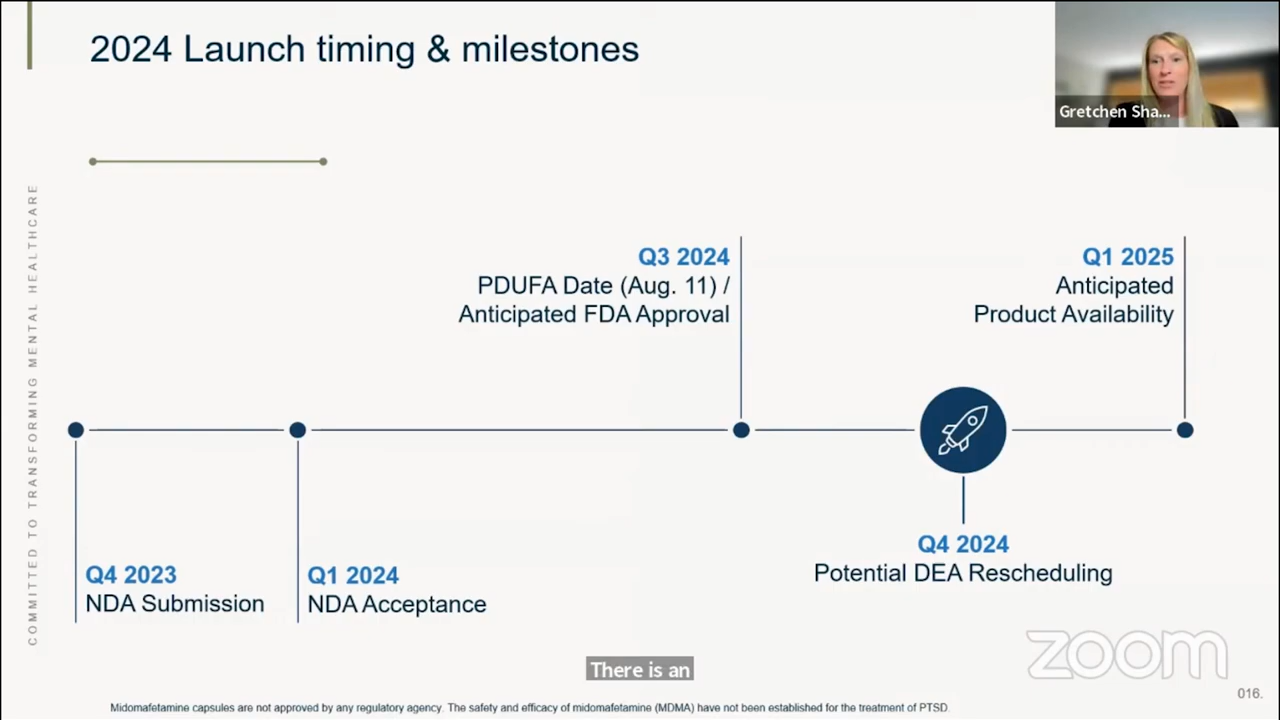 2024 Launch timing & milestones
Gretchen Sha...
COMMITTED TO TRANSFORMING MENTAL HEALTHCARE
Q3 2024
PDUFA Date (Aug. 11) /
Anticipated FDA Approval
Q1 2025
Anticipated
Product Availability
Q4 2023
NDA Submission
Q1 2024
NDA Acceptance
Q4 2024
Potential DEA Rescheduling
There is an
zoom
016.
Midomafetamine capsules are not approved by any regulatory agency. The safety and efficacy of midomafetamine (MDMA) have not been established for the treatment of PTSD.